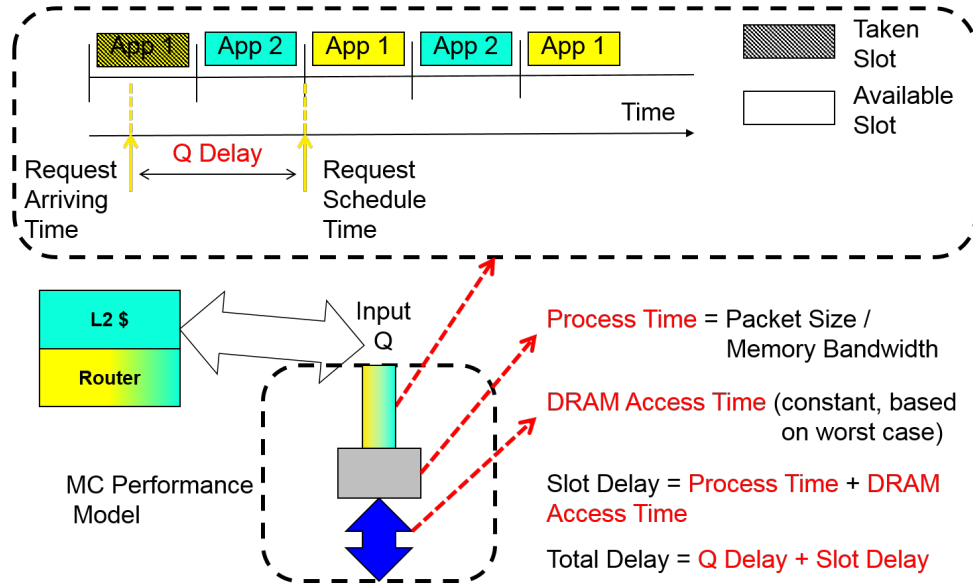 App 1
App 2
App 1
App 2
App 1
Taken
Slot
Available
Slot
Time
Q Delay
Request
Arriving
Time
Request
Schedule
Time
L2 $
Router
Input
Q
MC Performance
Model
Process Time = Packet Size /
Memory Bandwidth
DRAM Access Time (constant, based
on worst case)
Slot Delay = Process Time + DRAM
Access Time
Total Delay = Q Delay + Slot Delay